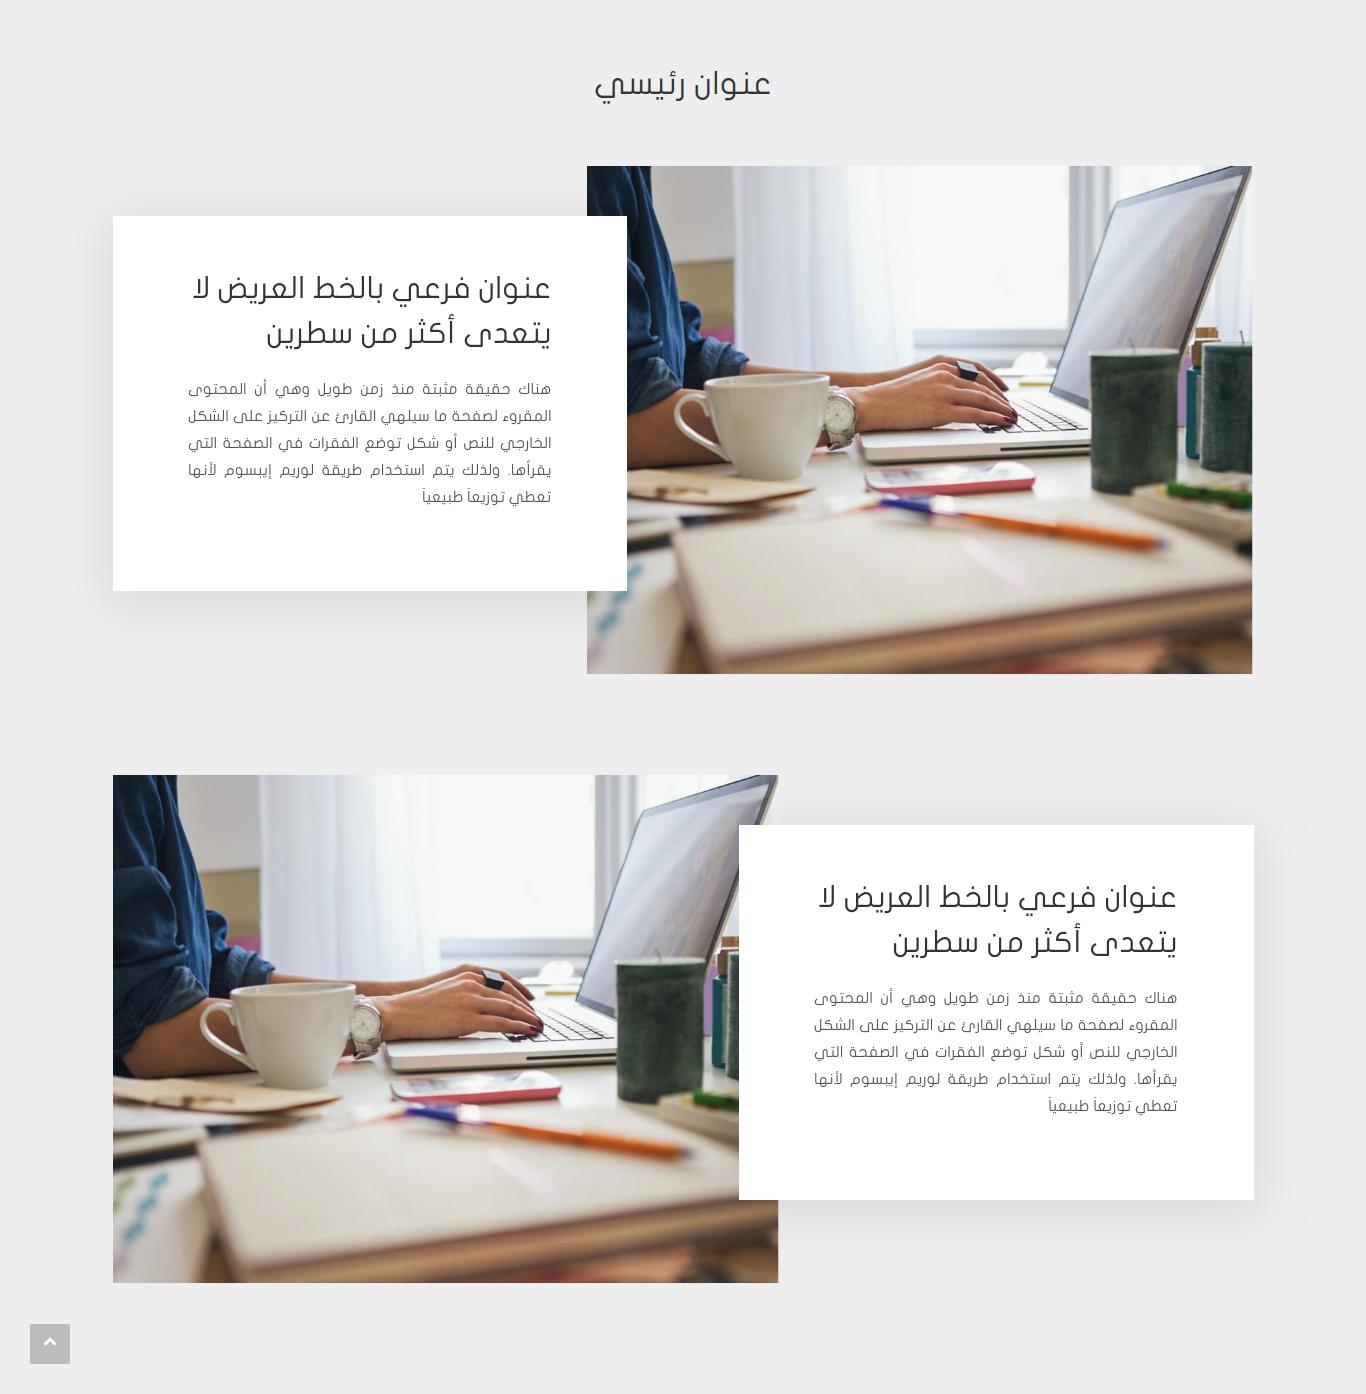 عنوان رئيسي
عنوان فرعي بالخط العريض لا
يتعدى أكثر من سطرين
هناك حقيقة مثبتة منذ زمن طويل وهي أن المحتوى
المقروء لصفحة ما سيلهي القارئ عن التركيز على الشكل
الخارجي للنص أو شكل توضع الفقرات في الصفحة التي
يقرأها. ولذلك يتم استخدام طريقة لوريم إيبسوم لأنها
تعطي توزيعاَ طبيعياَ
عنوان فرعي بالخط العريض لا
يتعدى أكثر من سطرين
هناك حقيقة مثبتة منذ زمن طويل وهي أن المحتوى
المقروء لصفحة ما سيلهي القارئ عن التركيز على الشكل
الخارجي للنص أو شكل توضع الفقرات في الصفحة التي
يقرأها. ولذلك يتم استخدام طريقة لوريم إيبسوم لأنها
تعطي توزيعاَ طبيعياَ